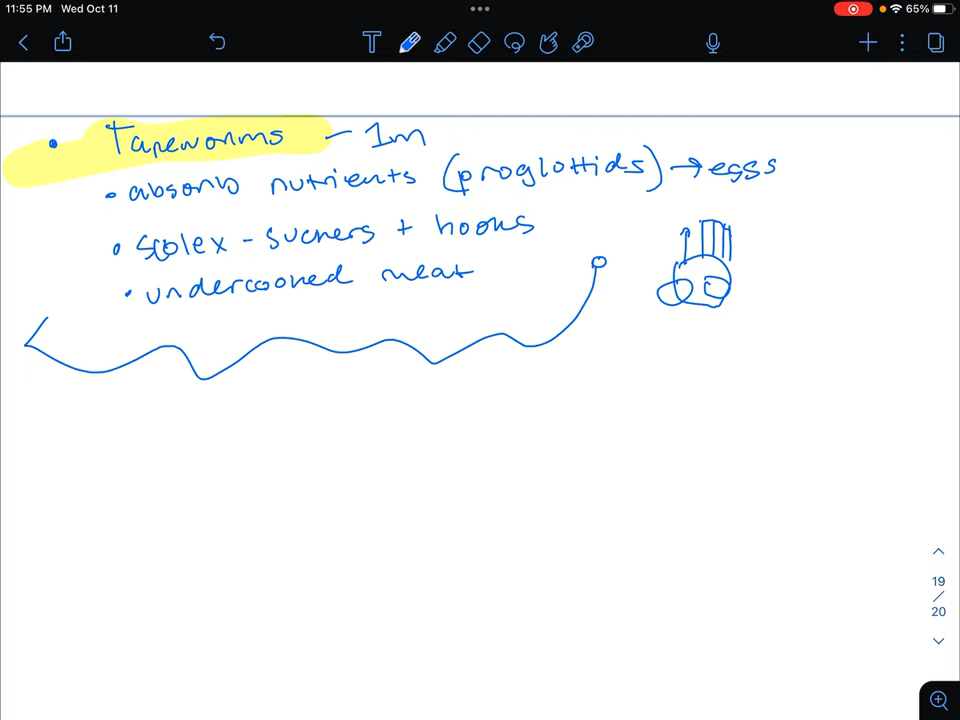 11:55 PM Wed Oct 11
65%
• Tapeworms – 1m
• absorb nutrients (proglottids) → eggs
• scolex - suckers + hooks
• undercooked meat
19
/
20